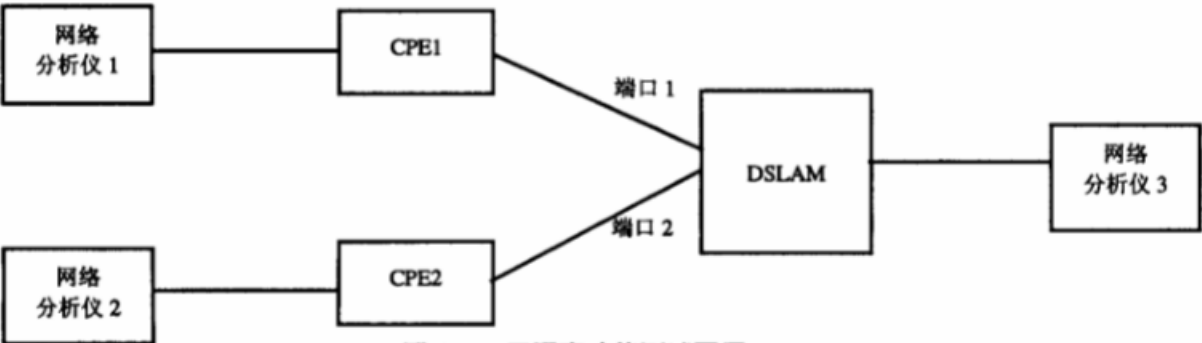 网络
分析仪 1
CPE1
端口 1
DSLAM
网络
分析仪 3
端口 2
网络
分析仪 2
CPE2